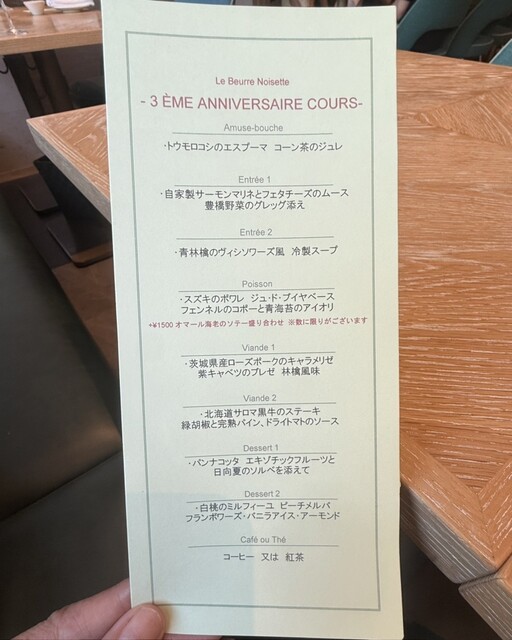 Le Beurre Noisette
- 3 ÈME ANNIVERSAIRE COURS-
Amuse-bouche
・トウモロコシのエスプーマ コーン茶のジュレ
Entrée 1
・自家製サーモンマリネとフェタチーズのムース
豊橋野菜のグレッグ添え
Entrée 2
・青林檎のヴィシソワーズ風 冷製スープ
Poisson
・スズキのポワレ ジュ・ド・ブイヤベース
フェンネルのコポーと青海苔のアイオリ
+¥1500 オマール海老のソテー盛り合わせ ※数に限りがございます
Viande 1
・茨城県産ローズポークのキャラメリゼ
紫キャベツのブレゼ 林檎風味
Viande 2
・北海道サロマ黒牛のステーキ
緑胡椒と完熟パイン、ドライトマトのソース
Dessert 1
・パンナコッタ エキゾチックフルーツと
日向夏のソルベを添えて
Dessert 2
・白桃のミルフィーユ ピーチメルバ
フランボワーズ・バニラアイス・アーモンド
Café ou Thé
コーヒー 又は 紅茶